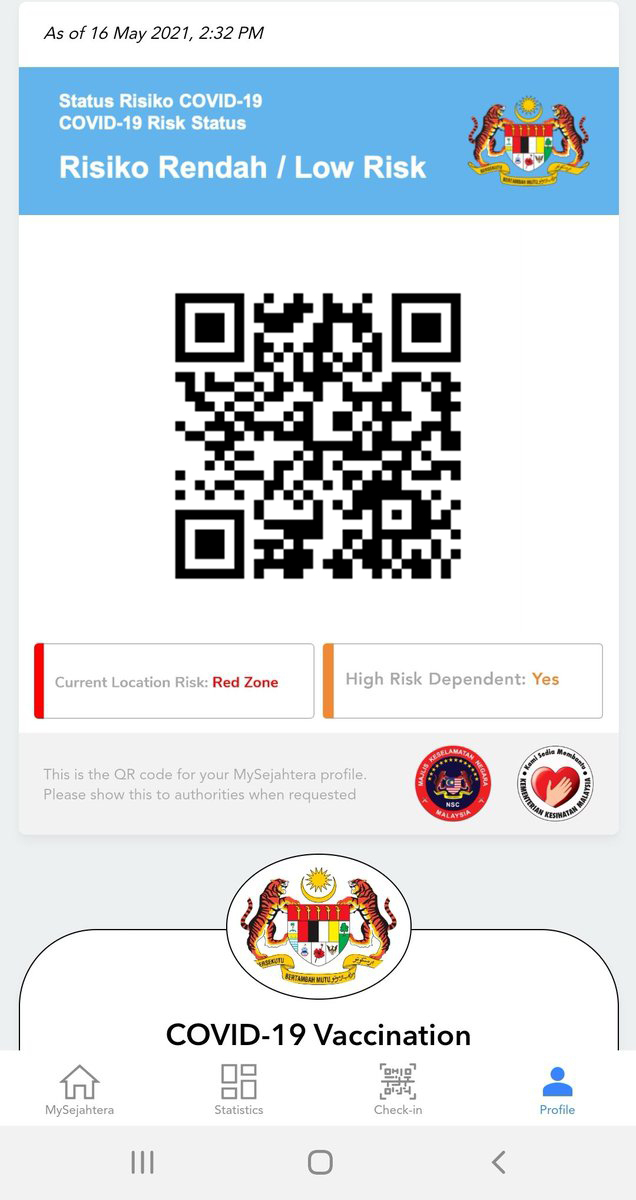 As of 16 May 2021, 2:32 PM
Status Risiko COVID-19
COVID-19 Risk Status
Risiko Rendah / Low Risk
BERTAMBAH MUTU
Current Location Risk: Red Zone
High Risk Dependent: Yes
This is the QR code for your MySejahtera profile.
Please show this to authorities when requested
MAJLIS KESELAMATAN NEGARA
NSC
MALAYSIA
Kami Sedia Membantu
KEMENTERIAN KESIHATAN MALAYSIA
BERTAMBAH MUTU
COVID-19 Vaccination
MySejahtera
Statistics
Check-in
Profile